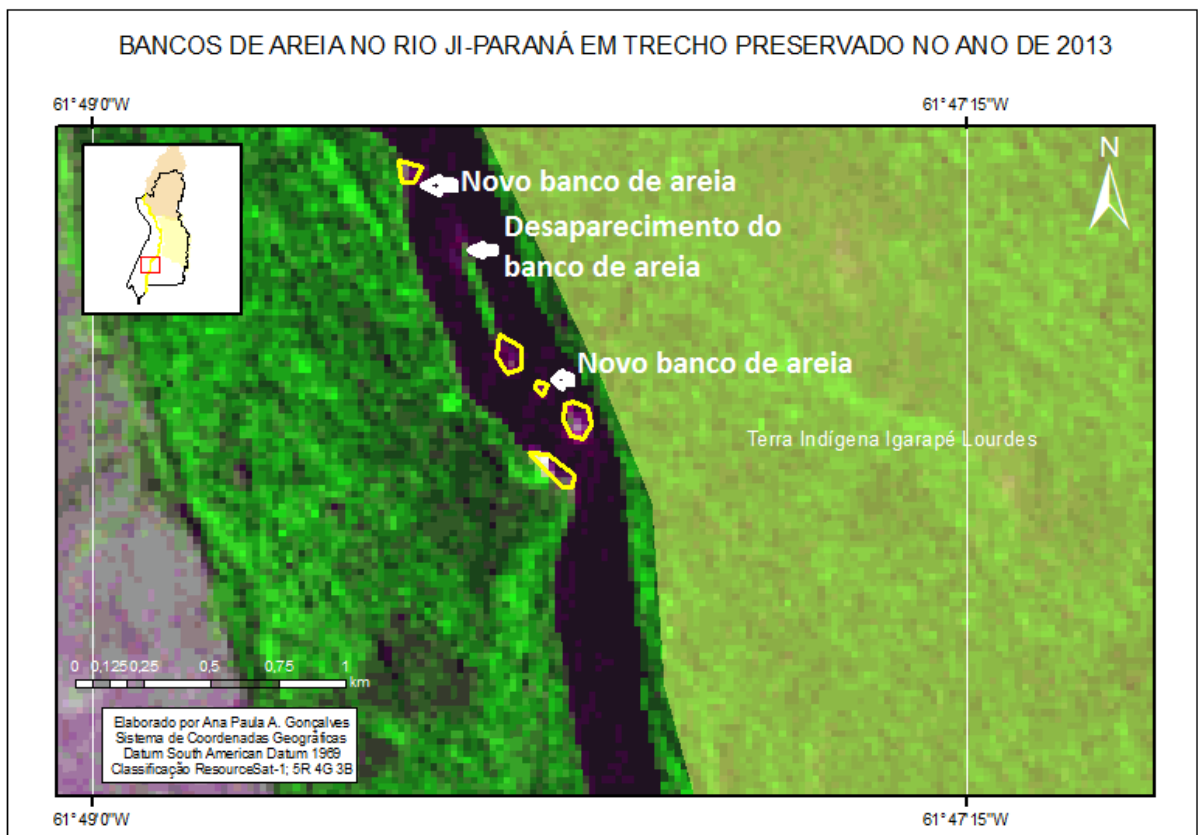 BANCOS DE AREIA NO RIO JI-PARANÁ EM TRECHO PRESERVADO NO ANO DE 2013
61°49'0"W
61°47'15"W
N
Novo banco de areia
Desaparecimento do
banco de areia
Novo banco de areia
Terra Indígena Igarapé Lourdes
0 0,125 0,25 0,5 0,75 1
km
Elaborado por Ana Paula A. Gonçalves
Sistema de Coordenadas Geográficas
Datum South American Datum 1969
Classificação ResourceSat-1; 5R 4G 3B
61°49'0"W
61°47'15"W